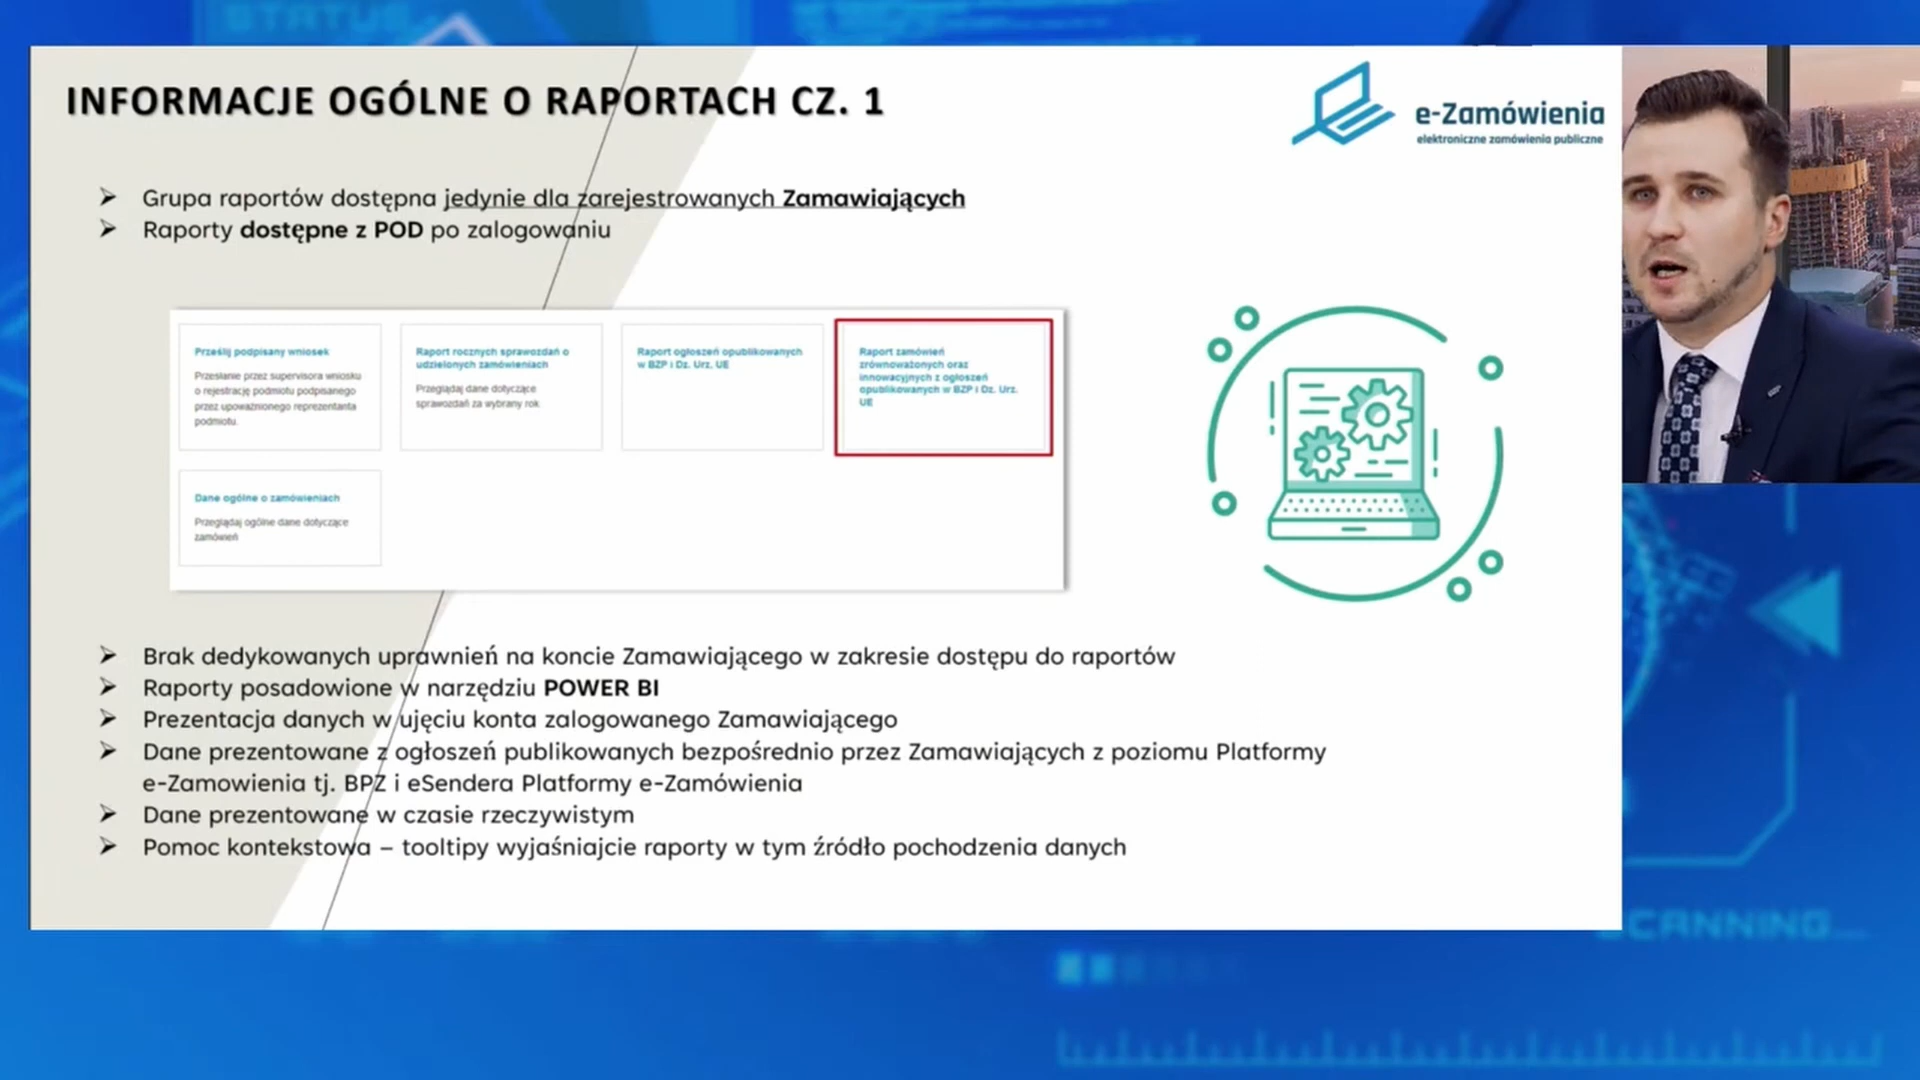 STATUS
INFORMACJE OGÓLNE O RAPORTACH CZ. 1
e-Zamówienia
elektroniczne zamówienia publiczne
Grupa raportów dostępna jedynie dla zarejestrowanych Zamawiających
Raporty dostępne z POD po zalogowaniu
Prześlij podpisany wniosek
Przesłanie przez supervisora wniosku
o rejestrację podmiotu podpisanego
przez upoważnionego reprezentanta
podmiotu.
Raport rocznych sprawozdań o
udzielonych zamówieniach
Przeglądaj dane dotyczące
sprawozdań za wybrany rok
Raport ogłoszeń opublikowanych
w BZP i Dz. Urz. UE
Raport zamówień
zrównoważonych oraz
innowacyjnych z ogłoszeń
opublikowanych w BZP i Dz. Urz.
UE
Dane ogólne o zamówieniach
Przeglądaj ogólne dane dotyczące
zamówień
Brak dedykowanych uprawnień na koncie Zamawiającego w zakresie dostępu do raportów
Raporty posadowione w narzędziu POWER BI
Prezentacja danych w ujęciu konta zalogowanego Zamawiającego
Dane prezentowane z ogłoszeń publikowanych bezpośrednio przez Zamawiających z poziomu Platformy
e-Zamowienia tj. BPZ i eSendera Platformy e-Zamówienia
Dane prezentowane w czasie rzeczywistym
Pomoc kontekstowa – tooltipy wyjaśniajcie raporty w tym źródło pochodzenia danych
SCANNING...